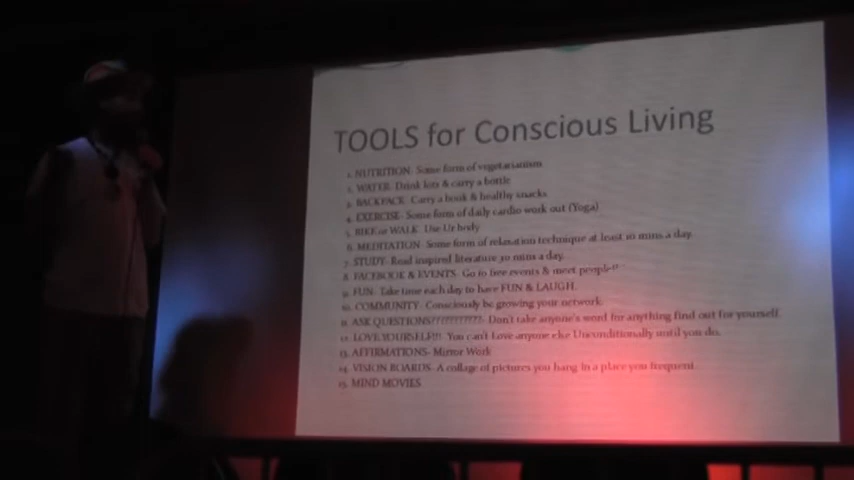 TOOLS for Conscious Living
1. NUTRITION- Some form of vegetarianism
2. WATER- Drink lots & carry a bottle
3. BACKPACK- Carry a book & healthy snacks
4. EXERCISE- Some form of daily cardio work out (Yoga)
5. BIKE or WALK- Use Ur body
6. MEDITATION- Some form of relaxation technique at least 10 mins a day.
7. STUDY- Read inspired literature 30 mins a day.
8. FACEBOOK & EVENTS- Go to free events & meet people
9. FUN- Take time each day to have FUN & LAUGH.
10. COMMUNITY- Consciously be growing your network.
11. ASK QUESTIONS??????????- Don't take anyone's word for anything find out for yourself.
12. LOVE YOURSELF!!! You can't Love anyone else Unconditionally until you do.
13. AFFIRMATIONS- Mirror Work
14. VISION BOARDS- A collage of pictures you hang in a place you frequent.
15. MIND MOVIES